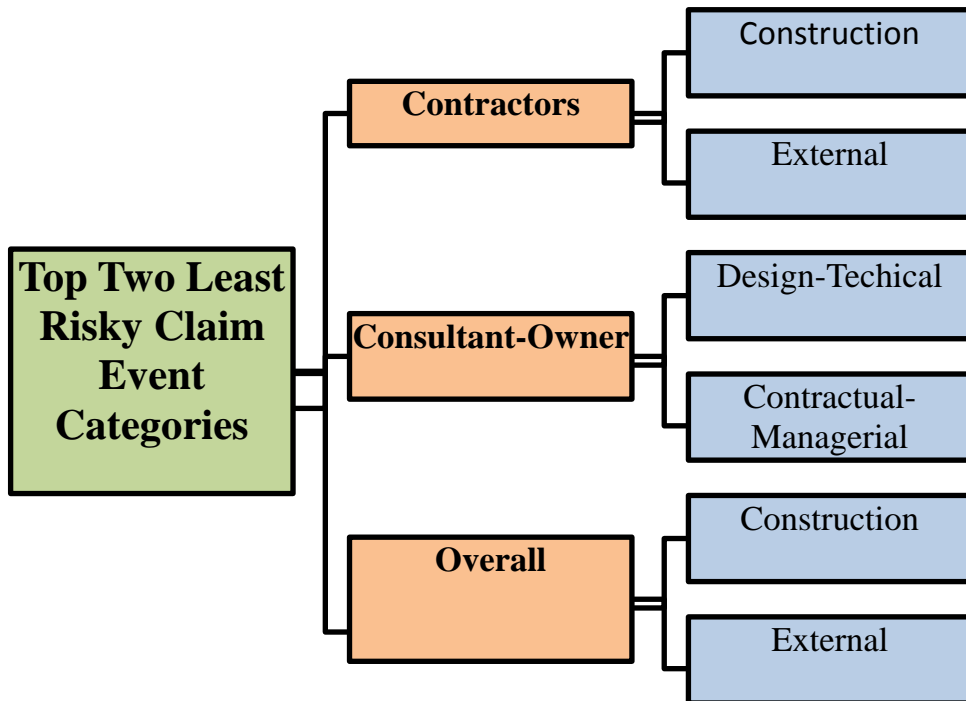 Top Two Least
Risky Claim
Event
Categories
Contractors
Construction
External
Consultant-Owner
Design-Techical
Contractual-
Managerial
Overall
Construction
External